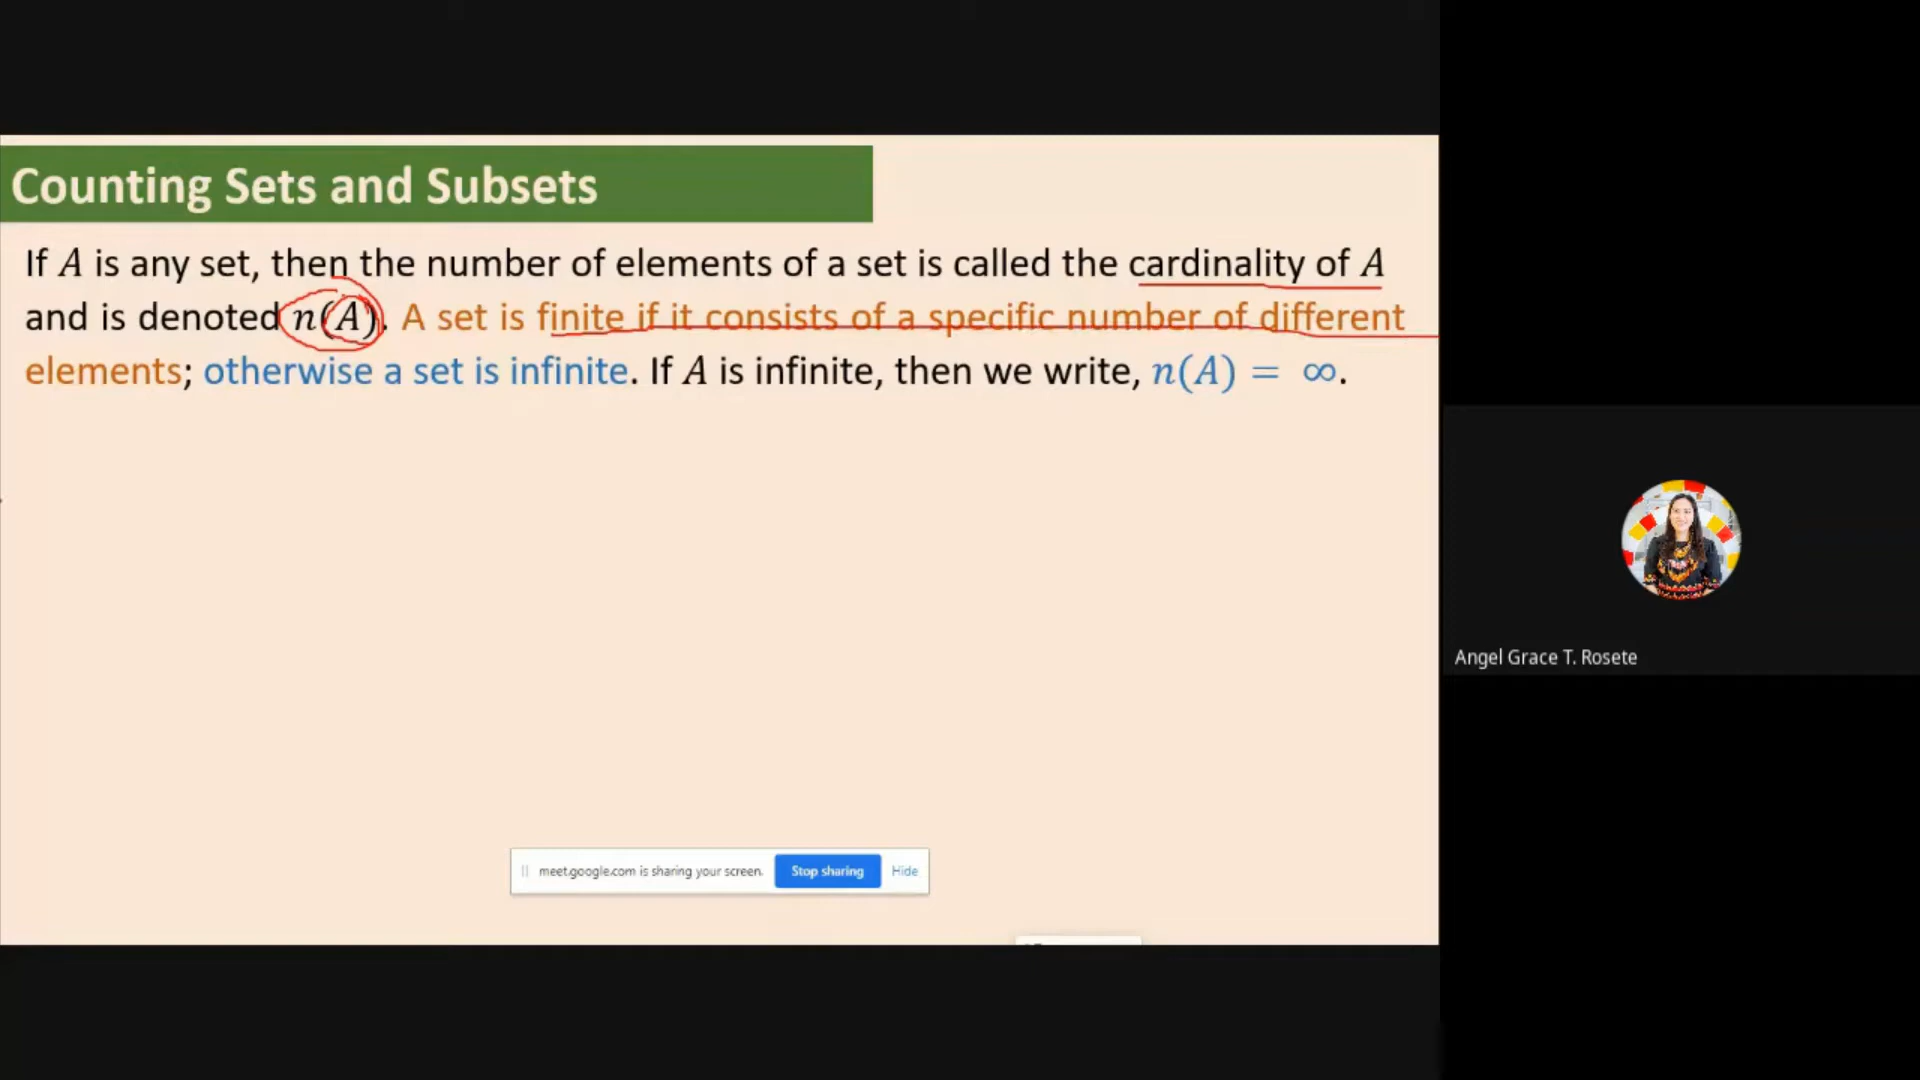 Counting Sets and Subsets
If A is any set, then the number of elements of a set is called the cardinality of A
and is denoted n(A). A set is finite if it consists of a specific number of different
elements; otherwise a set is infinite. If A is infinite, then we write, n(A) = ∞.
meet.google.com is sharing your screen. Stop sharing Hide
Angel Grace T. Rosete